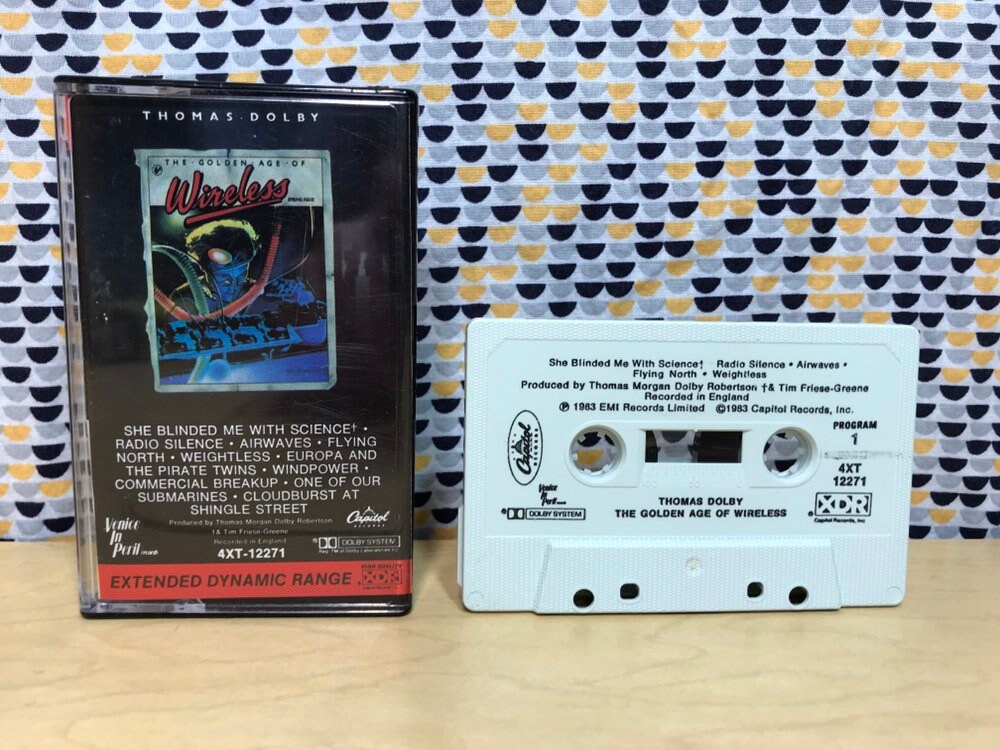 THOMAS · DOLBY
THE · GOLDEN · AGE · OF
Wireless
SHE BLINDED ME WITH SCIENCE† •
RADIO SILENCE • AIRWAVES • FLYING
NORTH • WEIGHTLESS • EUROPA AND
THE PIRATE TWINS • WINDPOWER •
COMMERCIAL BREAKUP • ONE OF OUR
SUBMARINES • CLOUDBURST AT
SHINGLE STREET
Produced by Thomas Morgan Dolby Robertson
†& Tim Friese-Greene
Recorded in England
Venice
In
Peril records
4XT-12271
Capitol
RECORDS
DOLBY SYSTEM
EXTENDED DYNAMIC RANGE
HIGH QUALITY
XDR
She Blinded Me With Science† Radio Silence • Airwaves •
Flying North • Weightless
Produced by Thomas Morgan Dolby Robertson †& Tim Friese-Greene
Recorded in England
℗ 1983 EMI Records Limited ©1983 Capitol Records, Inc.
Capitol
RECORDS
PROGRAM
1
4XT
12271
Venice
In
Peril
DOLBY SYSTEM
THOMAS DOLBY
THE GOLDEN AGE OF WIRELESS
XDR
Capitol Records, Inc